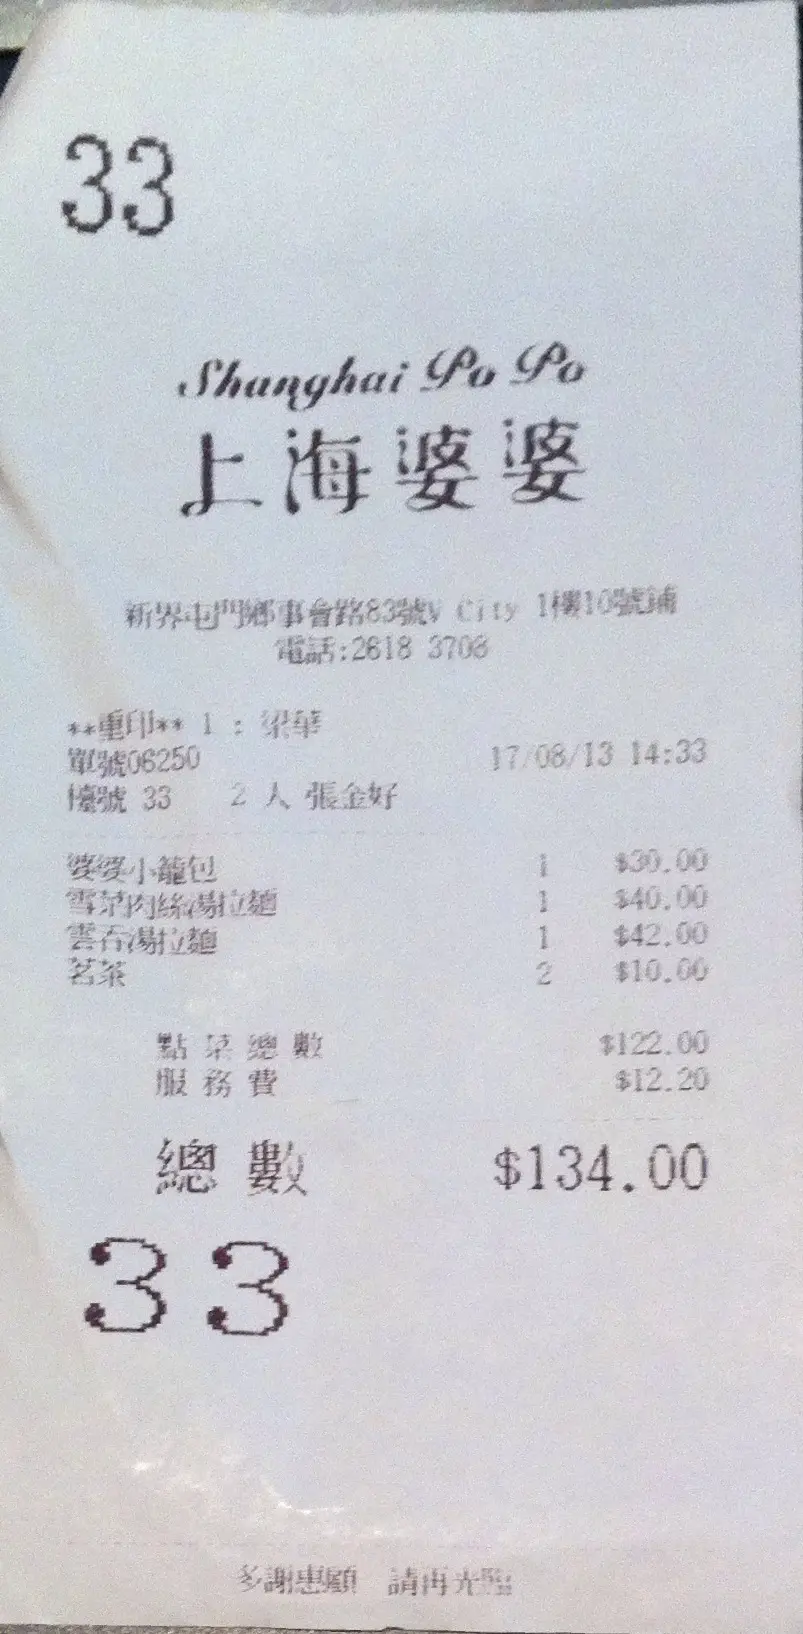 33
Shanghai Po Po
上海婆婆
新界屯門鄉事會路83號V City 1樓10號鋪
電話:2618 3708
**重印** 1 : 梁華
單號06250 17/08/13 14:33
檯號 33 2 人 張金好
婆婆小籠包 1 $30.00
雪菜肉絲湯拉麵 1 $40.00
雲吞湯拉麵 1 $42.00
茗茶 2 $10.00
點菜總數 $122.00
服務費 $12.20
總數 $134.00
33
多謝惠顧 請再光臨